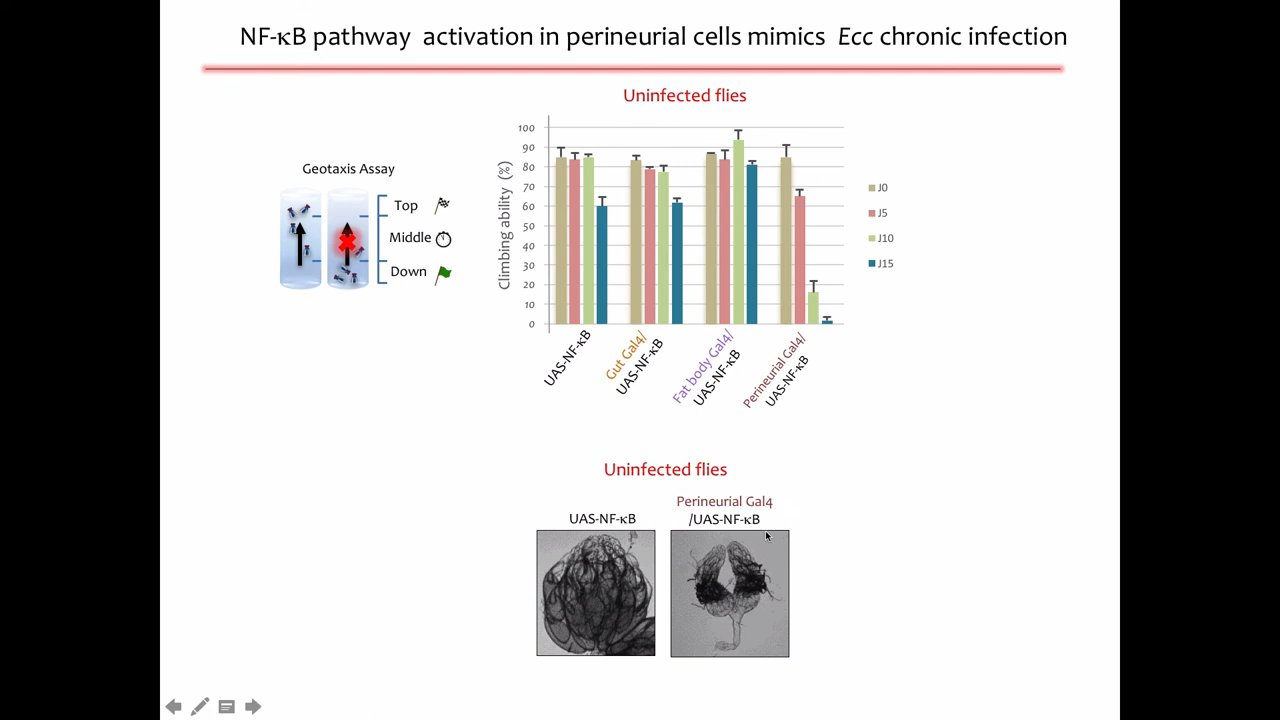 NF-κB pathway activation in perineurial cells mimics Ecc chronic infection
Uninfected flies
Geotaxis Assay
Top
Middle
Down
Climbing ability (%)
100
90
80
70
60
50
40
30
20
10
0
UAS-NF-κB
Gut Gal4/
UAS-NF-κB
Fat body Gal4/
UAS-NF-κB
Perineurial Gal4/
UAS-NF-κB
J0
J5
J10
J15
Uninfected flies
UAS-NF-κB
Perineurial Gal4
/UAS-NF-κB